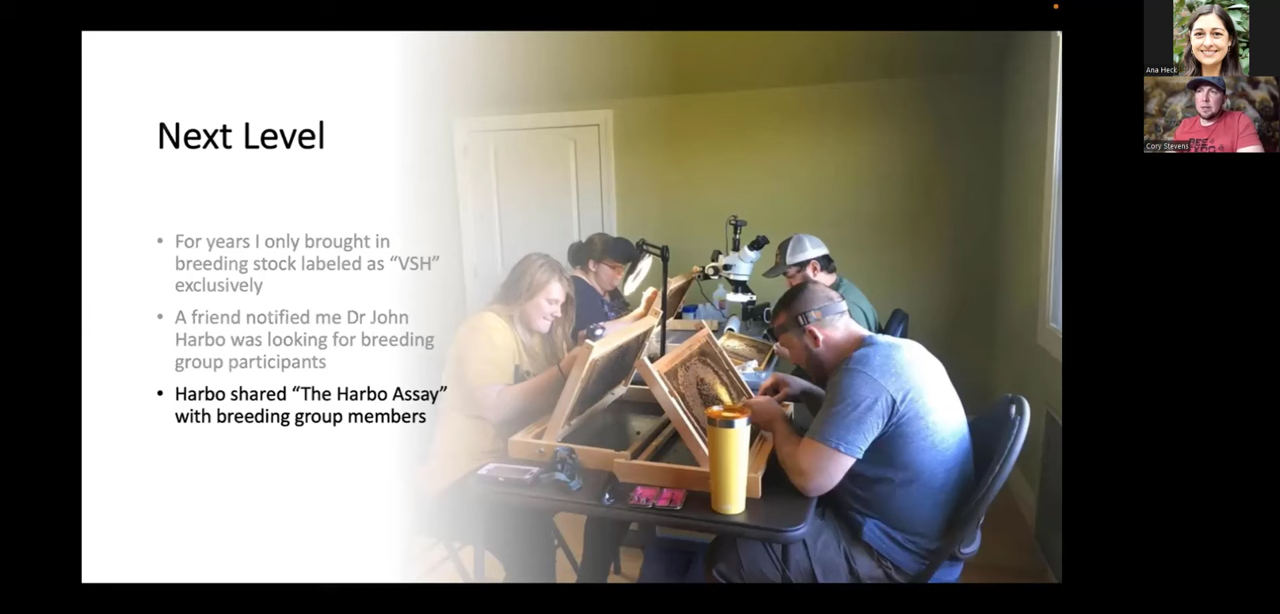 Next Level
• For years I only brought in
breeding stock labeled as “VSH”
exclusively
• A friend notified me Dr John
Harbo was looking for breeding
group participants
• Harbo shared “The Harbo Assay”
with breeding group members
Ana Heck
Cory Stevens